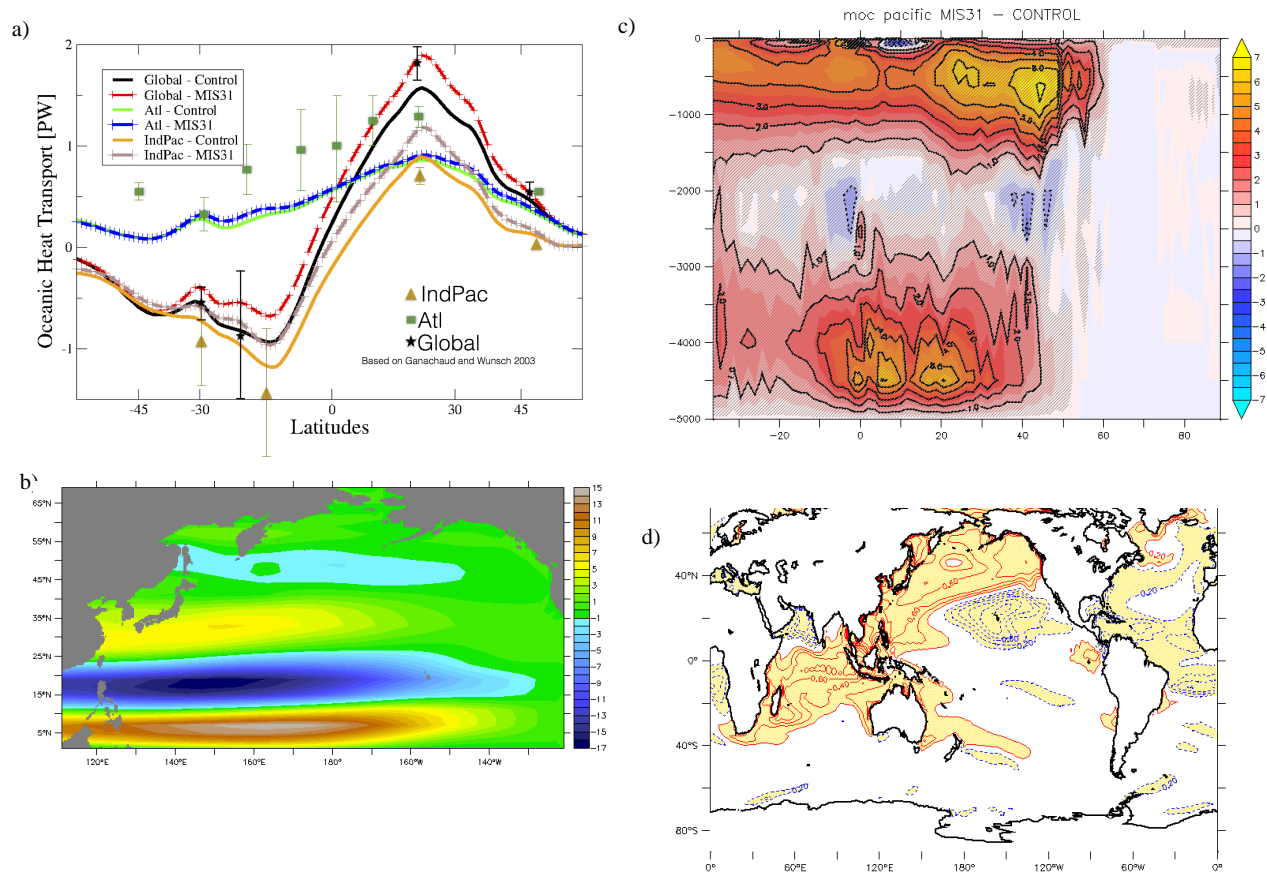 a)
Oceanic Heat Transport [PW]
2
1
0
-1
Global - Control
Global - MIS31
Atl - Control
Atl - MIS31
IndPac - Control
IndPac - MIS31
IndPac
Atl
Global
Based on Ganachaud and Wunsch 2003
-45 -30 -15 0 30 45
Latitudes
c)
moc pacific MIS31 − CONTROL
0
−1000
−2000
−3000
−4000
−5000
−20 0 20 40 60 80
7
6
5
4
3
2
1
0
−1
−2
−3
−4
−5
−6
−7
b)
65°N
55°N
45°N
35°N
25°N
15°N
5°N
120°E 140°E 160°E 180° 160°W 140°W
15
13
11
9
7
5
3
1
-1
-3
-5
-7
-9
-11
-13
-15
-17
d)
40°N
0°
40°S
80°S
0° 60°E 120°E 180° 120°W 60°W 0°